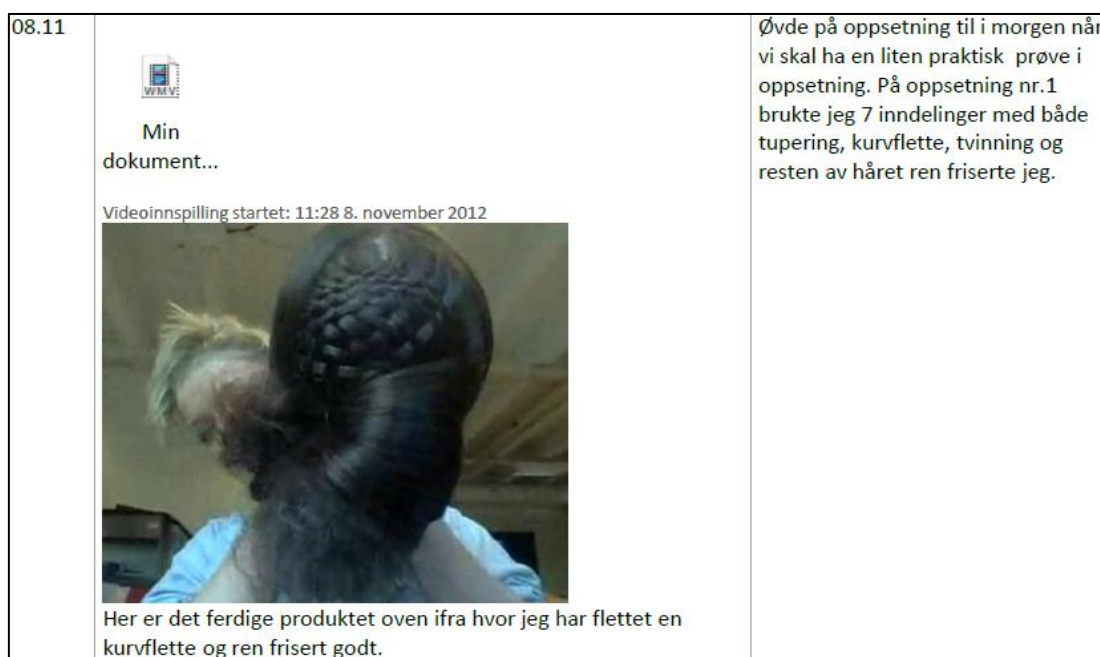 08.11
WMV
Min
dokument...
Videoinnspilling startet: 11:28 8. november 2012
Her er det ferdige produktet oven ifra hvor jeg har flettet en
kurvflette og ren frisert godt.
Øvde på oppsetning til i morgen når
vi skal ha en liten praktisk prøve i
oppsetning. På oppsetning nr.1
brukte jeg 7 inndelinger med både
tupering, kurvflette, tvinning og
resten av håret ren friserte jeg.